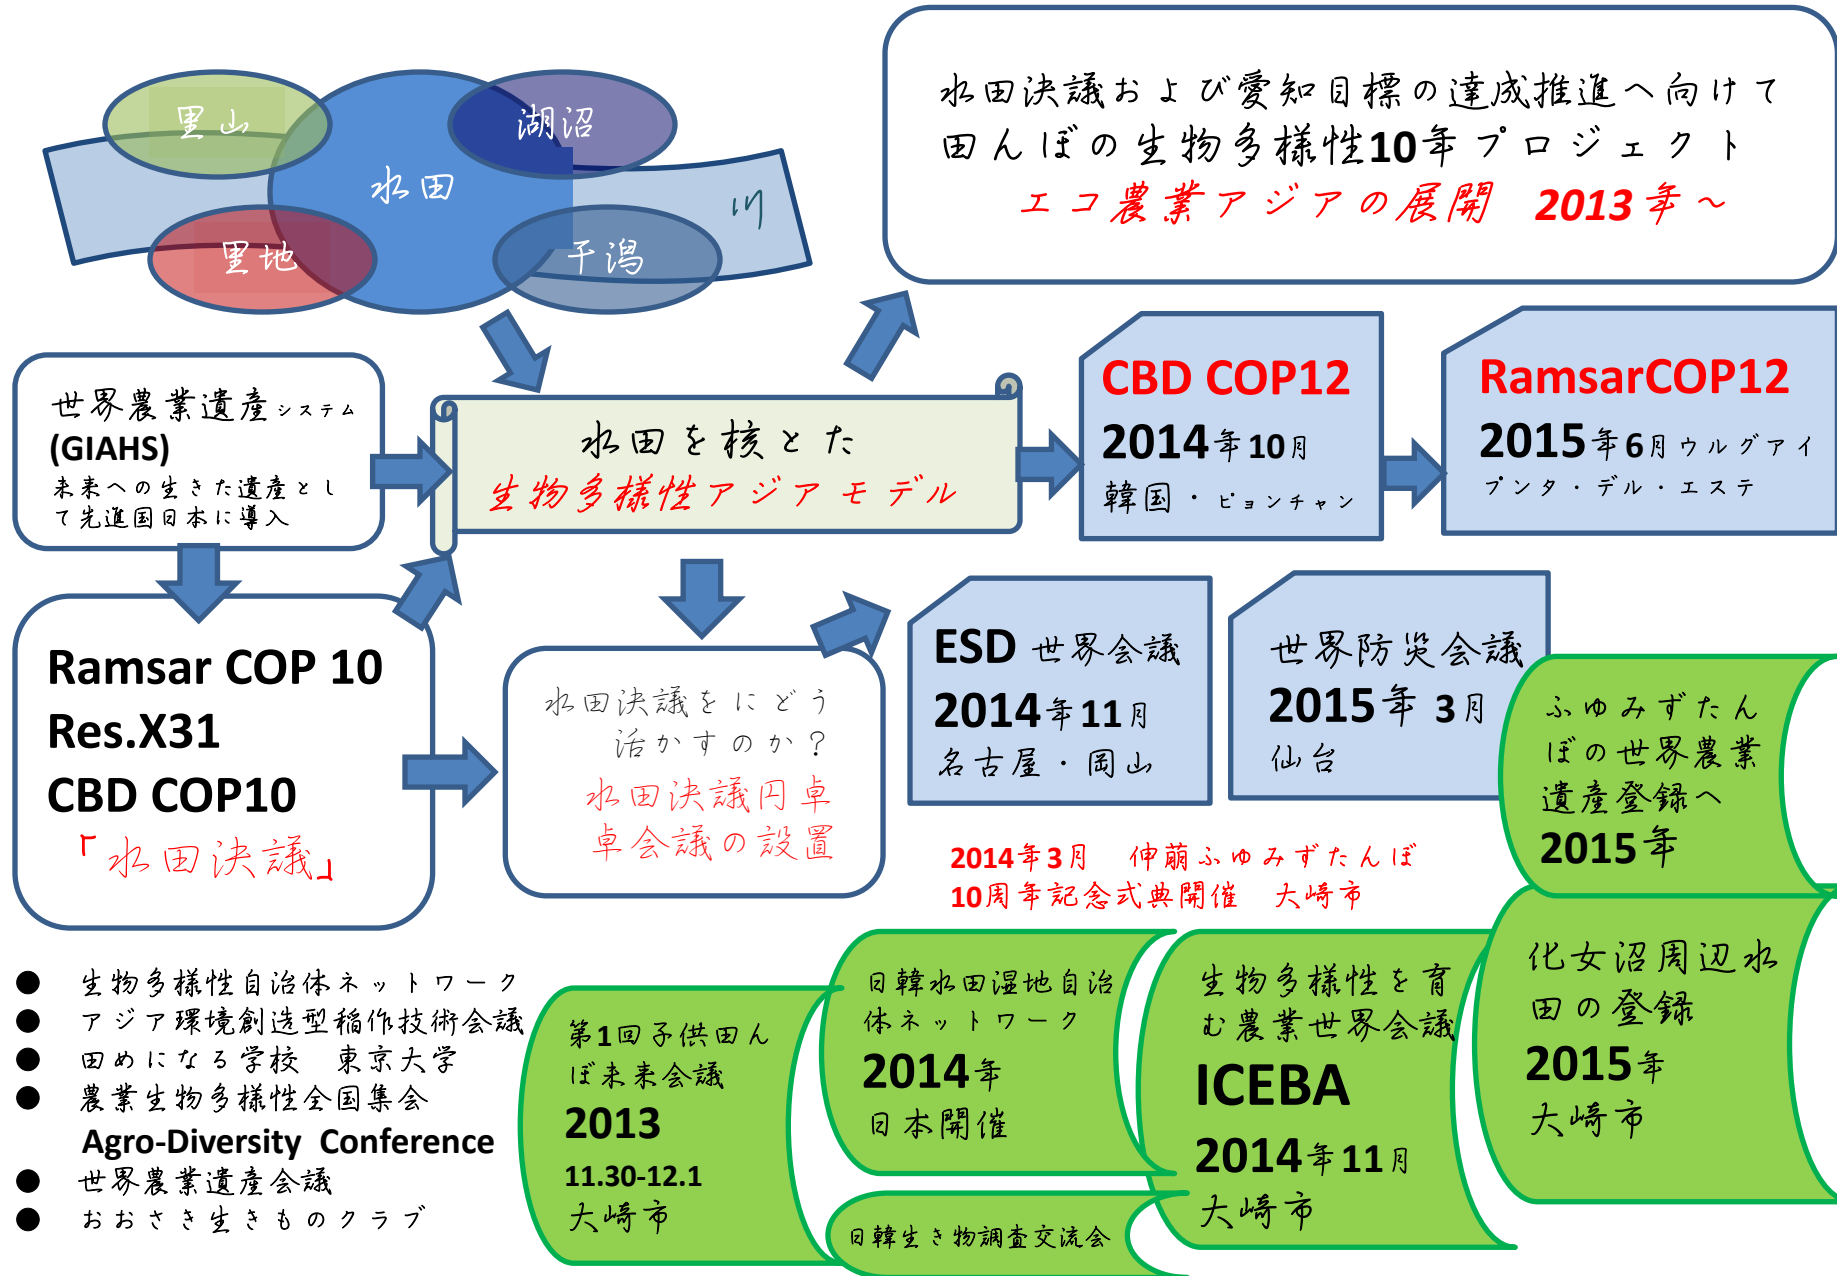 里山
湖沼
水田
川
里地
干潟
水田決議および愛知目標の達成推進へ向けて
田んぼの生物多様性10年プロジェクト
エコ農業アジアの展開　2013年～
世界農業遺産システム
(GIAHS)
未来への生きた遺産とし
て先進国日本に導入
水田を核とた
生物多様性アジアモデル
CBD COP12
2014年10月
韓国・ピョンチャン
RamsarCOP12
2015年6月ウルグアイ
プンタ・デル・エステ
Ramsar COP 10
Res.X31
CBD COP10
「水田決議」
水田決議をにどう
活かすのか？
水田決議円卓
卓会議の設置
ESD 世界会議
2014年11月
名古屋・岡山
世界防災会議
2015年 3月
仙台
ふゆみずたん
ぼの世界農業
遺産登録へ
2015年
2014年3月　伸萠ふゆみずたんぼ
10周年記念式典開催　大崎市
● 生物多様性自治体ネットワーク
● アジア環境創造型稲作技術会議
● 田めになる学校　東京大学
● 農業生物多様性全国集会
Agro-Diversity Conference
● 世界農業遺産会議
● おおさき生きものクラブ
第1回子供田ん
ぼ未来会議
2013
11.30-12.1
大崎市
日韓水田湿地自治
体ネットワーク
2014年
日本開催
日韓生き物調査交流会
生物多様性を育
む農業世界会議
ICEBA
2014年11月
大崎市
化女沼周辺水
田の登録
2015年
大崎市